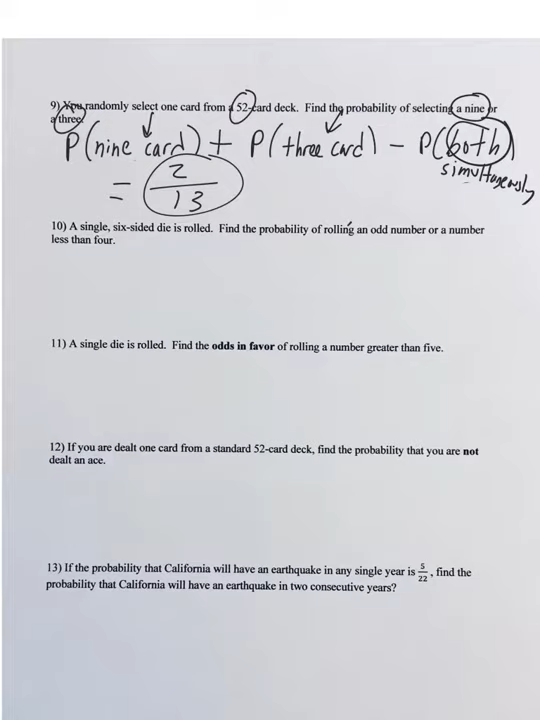 9) You randomly select one card from a 52-card deck. Find the probability of selecting a nine or
a three.
P(nine card) + P(three card) - P(both)
simultaneously
= 2/13
10) A single, six-sided die is rolled. Find the probability of rolling an odd number or a number
less than four.
11) A single die is rolled. Find the odds in favor of rolling a number greater than five.
12) If you are dealt one card from a standard 52-card deck, find the probability that you are not
dealt an ace.
13) If the probability that California will have an earthquake in any single year is 5/22, find the
probability that California will have an earthquake in two consecutive years?